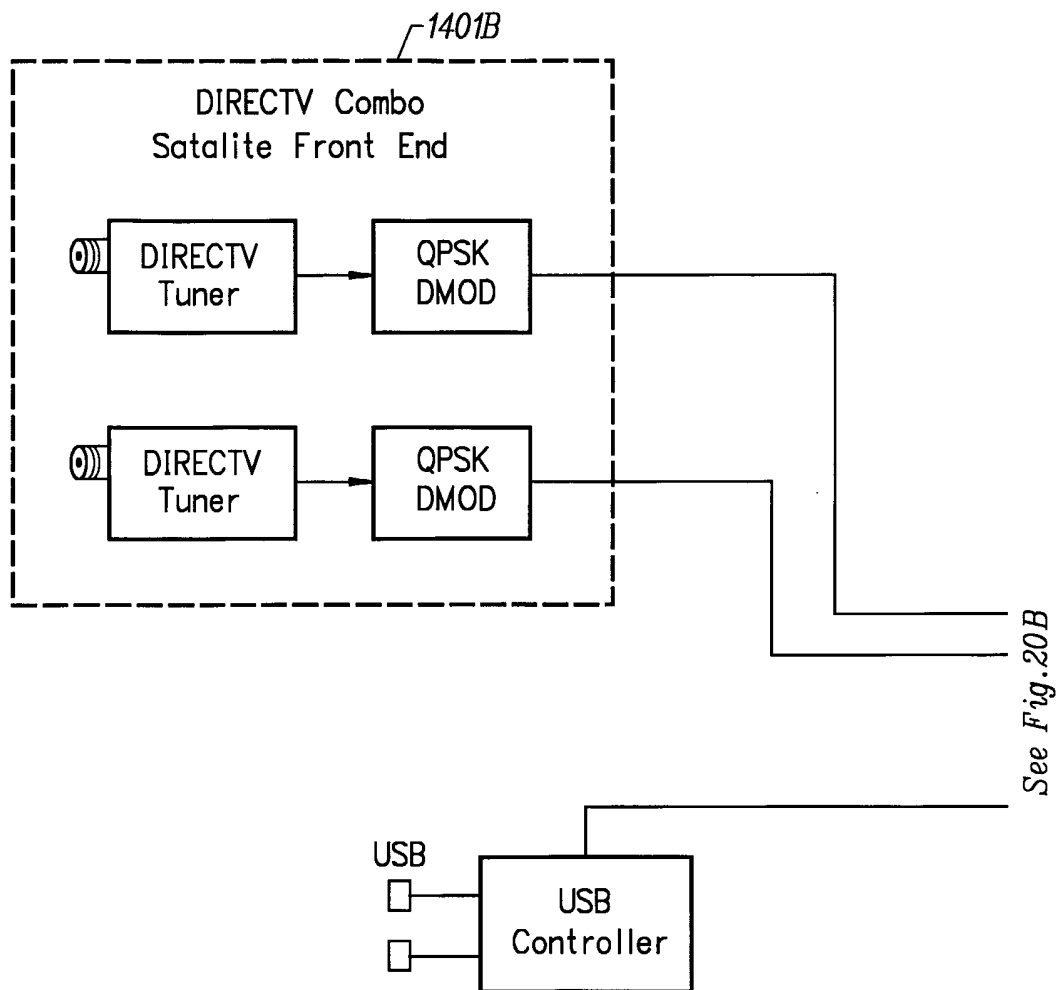 1401B
DIRECTV Combo
Satalite Front End
DIRECTV
Tuner
QPSK
DMOD
DIRECTV
Tuner
QPSK
DMOD
See Fig.20B
USB
USB
Controller